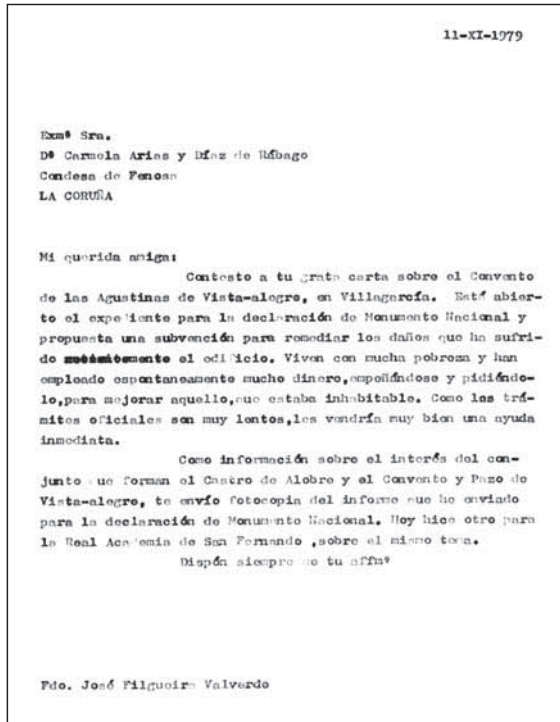 11-XI-1979
Exmª Sra.
Dª Carmela Arias y Díaz de Rábago
Condesa de Fenosa
LA CORUÑA
Mi querida amiga:
Contesto a tu grata carta sobre el Convento
de las Agustinas de Vista-alegre, en Villagarcía. Está abier-
to el expediente para la declaración de Monumento Nacional y
propuesta una subvención para remediar los daños que ha sufri-
do el edificio. Viven con mucha pobreza y han
empleado espontaneamente mucho dinero,empeñándose y pidiéndo-
lo,para mejorar aquello,que estaba inhabitable. Como los trá-
mites oficiales son muy lentos,les vendría muy bien una ayuda
inmediata.
Como información sobre el interés del con-
junto que forman el Castro de Alobre y el Convento y Pazo de
Vista-alegre, te envío fotocopia del informe que he enviado
para la declaración de Monumento Nacional. Hoy hice otro para
la Real Academia de San Fernando ,sobre el mismo tema.
Dispón siempre de tu affmº
Fdo. José Filgueira Valverde